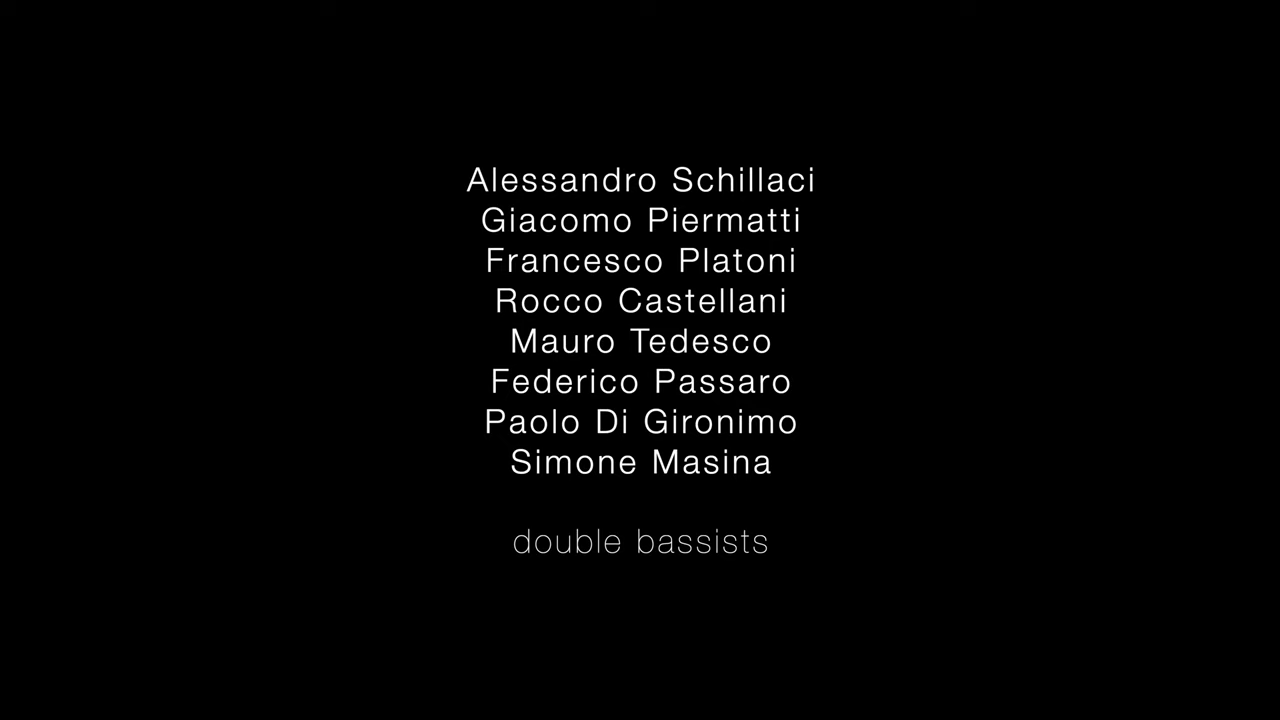 Alessandro Schillaci
Giacomo Piermatti
Francesco Platoni
Rocco Castellani
Mauro Tedesco
Federico Passaro
Paolo Di Gironimo
Simone Masina
double bassists